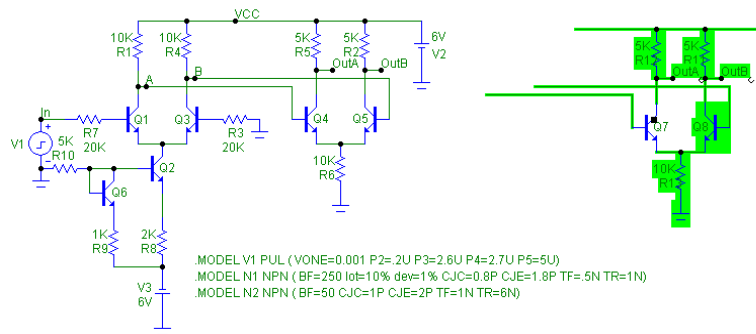 VCC
10K
R1
10K
R4
5K
R5
5K
R2
6V
V2
OutA
OutB
A
B
In
R7
20K
Q1
Q3
R3
20K
Q4
Q5
V1
5K
R10
Q2
Q6
10K
R6
1K
R9
2K
R8
V3
6V
.MODEL V1 PUL ( VONE=0.001 P2=.2U P3=2.6U P4=2.7U P5=5U)
.MODEL N1 NPN ( BF=250 lot=10% dev=1% CJC=0.8P CJE=1.8P TF=.5N TR=1N)
.MODEL N2 NPN ( BF=50 CJC=1P CJE=2P TF=1N TR=6N)
5K
5K
OutA
OutB
Q7
Q8
10K